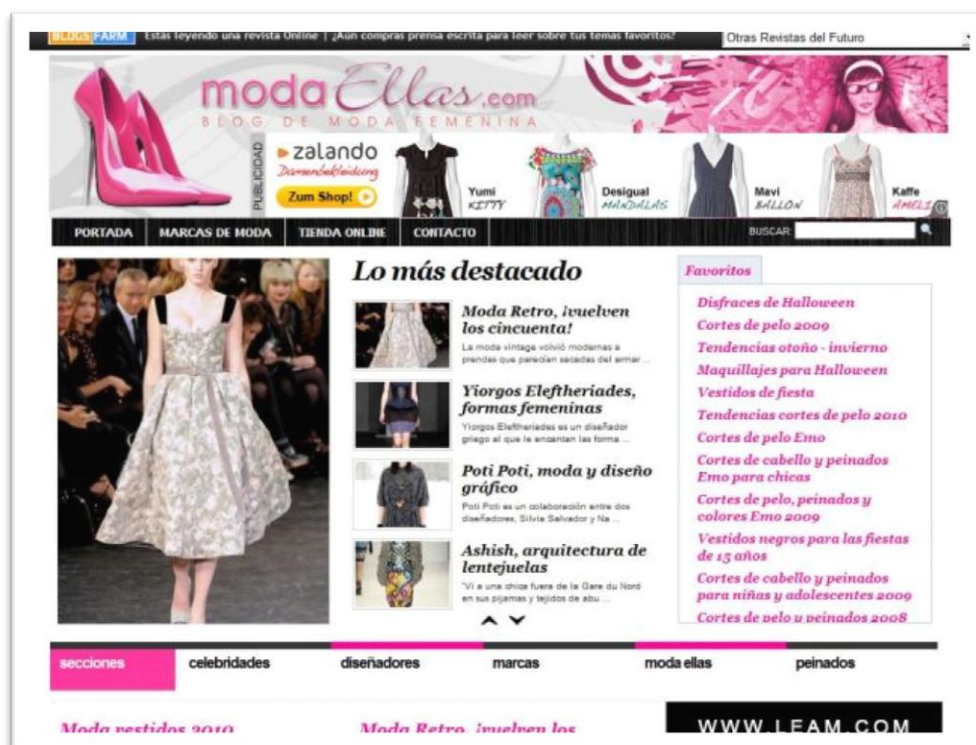 BLOGS FARM Estás leyendo una revista Online | ¿Aún compras prensa escrita para leer sobre tus temas favoritos? Otras Revistas del Futuro
modaEllas.com
BLOG DE MODA FEMENINA
PUBLICIDAD
zalando
Damenbekleidung
Zum Shop!
Yumi
KITTY
Desigual
MANDALAS
Mavi
BALLON
Kaffe
AMELI
PORTADA MARCAS DE MODA TIENDA ONLINE CONTACTO BUSCAR:
Lo más destacado
Moda Retro, ¡vuelven
los cincuenta!
La moda vintage volvió modernas a
prendas que parecían sacadas del armar ...
Yiorgos Eleftheriades,
formas femeninas
Yiorgos Eleftheriades es un diseñador
griego al que le encantan las forma ...
Poti Poti, moda y diseño
gráfico
Poti Poti es un colaboración entre dos
diseñadores, Silvia Salvador y Na ...
Ashish, arquitectura de
lentejuelas
"Vi a una chica fuera de la Gare du Nord
en sus pijamas y tejidos de abu ...
Favoritos
Disfraces de Halloween
Cortes de pelo 2009
Tendencias otoño - invierno
Maquillajes para Halloween
Vestidos de fiesta
Tendencias cortes de pelo 2010
Cortes de pelo Emo
Cortes de cabello y peinados
Emo para chicas
Cortes de pelo, peinados y
colores Emo 2009
Vestidos negros para las fiestas
de 15 años
Cortes de cabello y peinados
para niñas y adolescentes 2009
Cortes de pelo y peinados 2008
secciones celebridades diseñadores marcas moda ellas peinados
Moda vestidos 2010
Moda Retro, ¡vuelven los
WWW.LEAM.COM